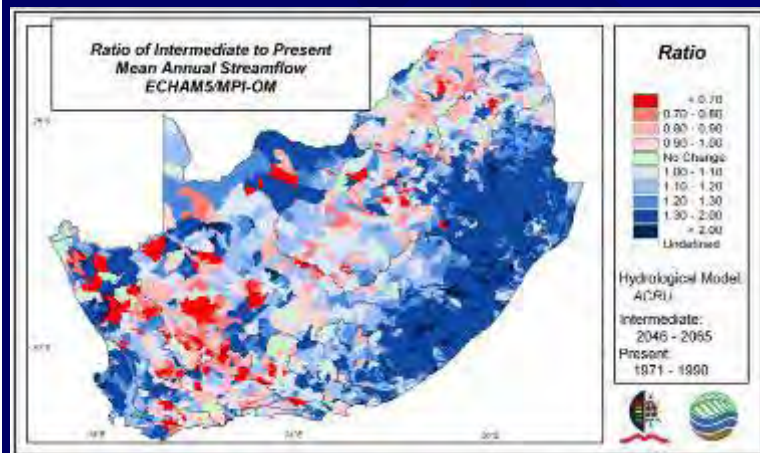 Ratio of Intermediate to Present
Mean Annual Streamflow
ECHAM5/MPI-OM
Ratio
< 0.70
0.70 - 0.80
0.80 - 0.90
0.90 - 1.00
No Change
1.00 - 1.10
1.10 - 1.20
1.20 - 1.30
1.30 - 2.00
> 2.00
Undefined
Hydrological Model:
ACRU
Intermediate:
2046 - 2065
Present:
1971 - 1990